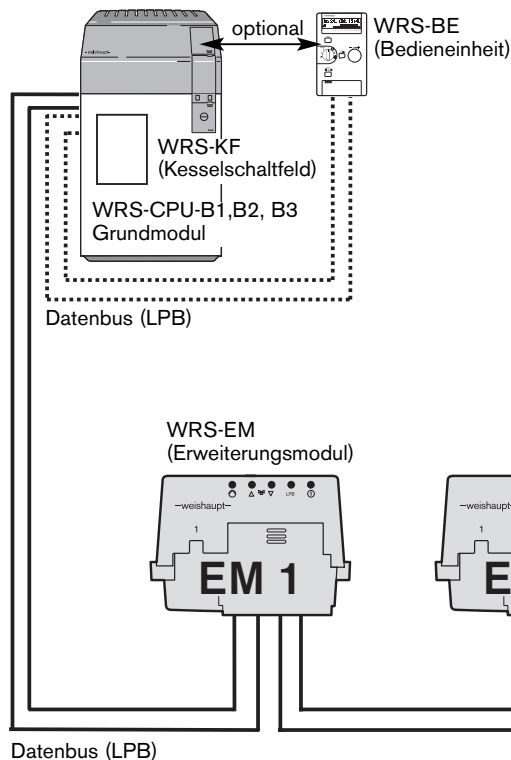 optional
WRS-BE
(Bedieneinheit)
WRS-KF
(Kesselschaltfeld)
WRS-CPU-B1,B2, B3
Grundmodul
Datenbus (LPB)
WRS-EM
(Erweiterungsmodul)
LPB
-weishaupt-
1
EM 1
-weishaupt
1
E
Datenbus (LPB)